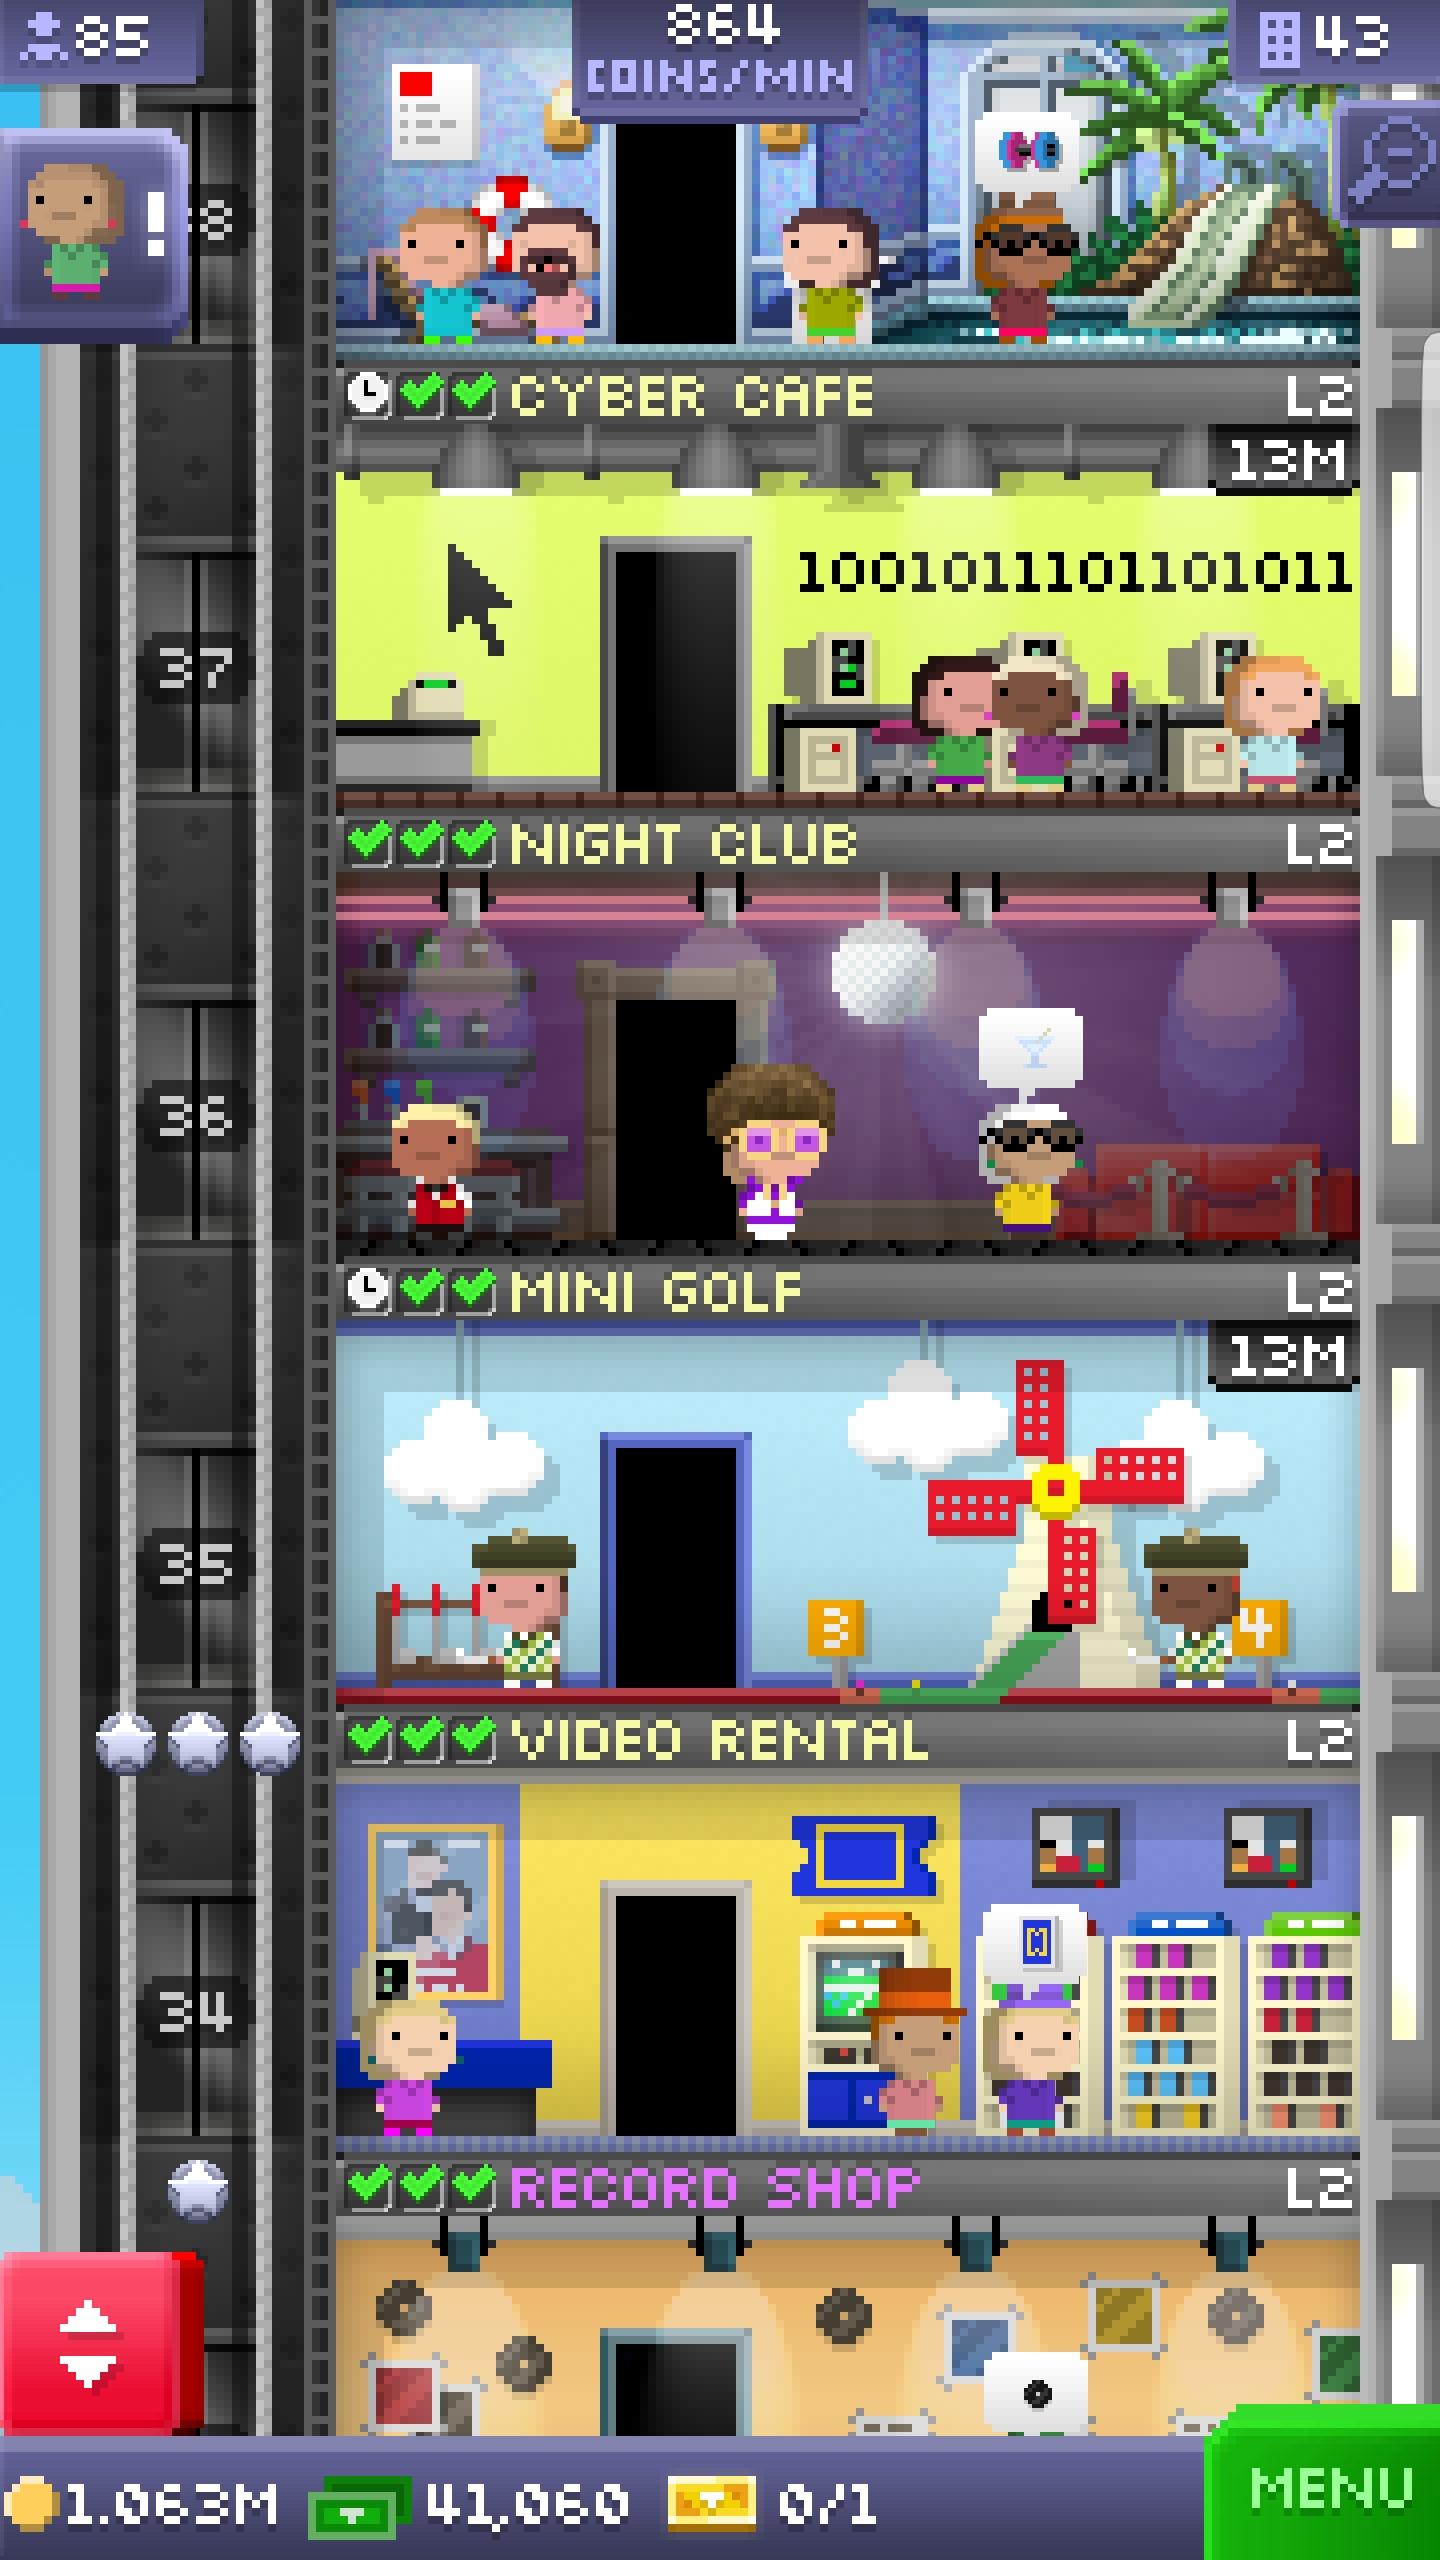 85
864
COINS/MIN
43
!
38
CYBER CAFE L2
13M
100101110110101011
37
NIGHT CLUB L2
36
MINI GOLF L2
13M
35
3
4
VIDEO RENTAL L2
34
RECORD SHOP L2
1.063M 41,060 0/1
MENU